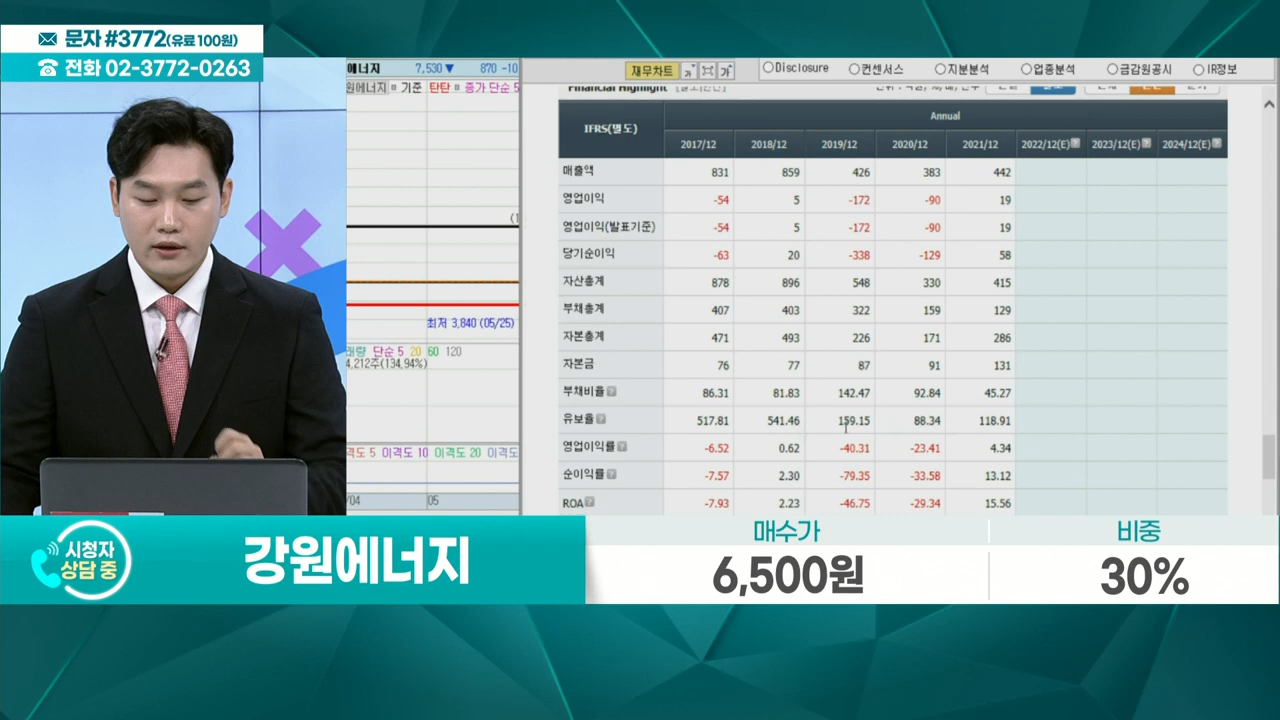 문자 #3772(유료 100원)
전화 02-3772-0263
에너지 7,530 ▼ 870 -10
기준 탄탄 종가 단순 5
최저 3,840 (05/25)
단순 5 20 60 120
4,212주(134.94%)
이격도 10 이격도 20
/04 05
재무차트 Disclosure 컨센서스 지분분석 업종분석 금감원공시 IR정보
Financial Highlight
IFRS(별도) Annual
2017/12 2018/12 2019/12 2020/12 2021/12 2022/12(E) 2023/12(E) 2024/12(E)
매출액 831 859 426 383 442
영업이익 -54 5 -172 -90 19
영업이익(발표기준) -54 5 -172 -90 19
당기순이익 -63 20 -338 -129 58
자산총계 878 896 548 330 415
부채총계 407 403 322 159 129
자본총계 471 493 226 171 286
자본금 76 77 87 91 131
부채비율 86.31 81.83 142.47 92.84 45.27
유보율 517.81 541.46 159.15 88.34 118.91
영업이익률 -6.52 0.62 -40.31 -23.41 4.34
순이익률 -7.57 2.30 -79.35 -33.58 13.12
ROA -7.93 2.23 -46.75 -29.34 15.56
시청자
상담 중
강원에너지
매수가 비중
6,500원 30%